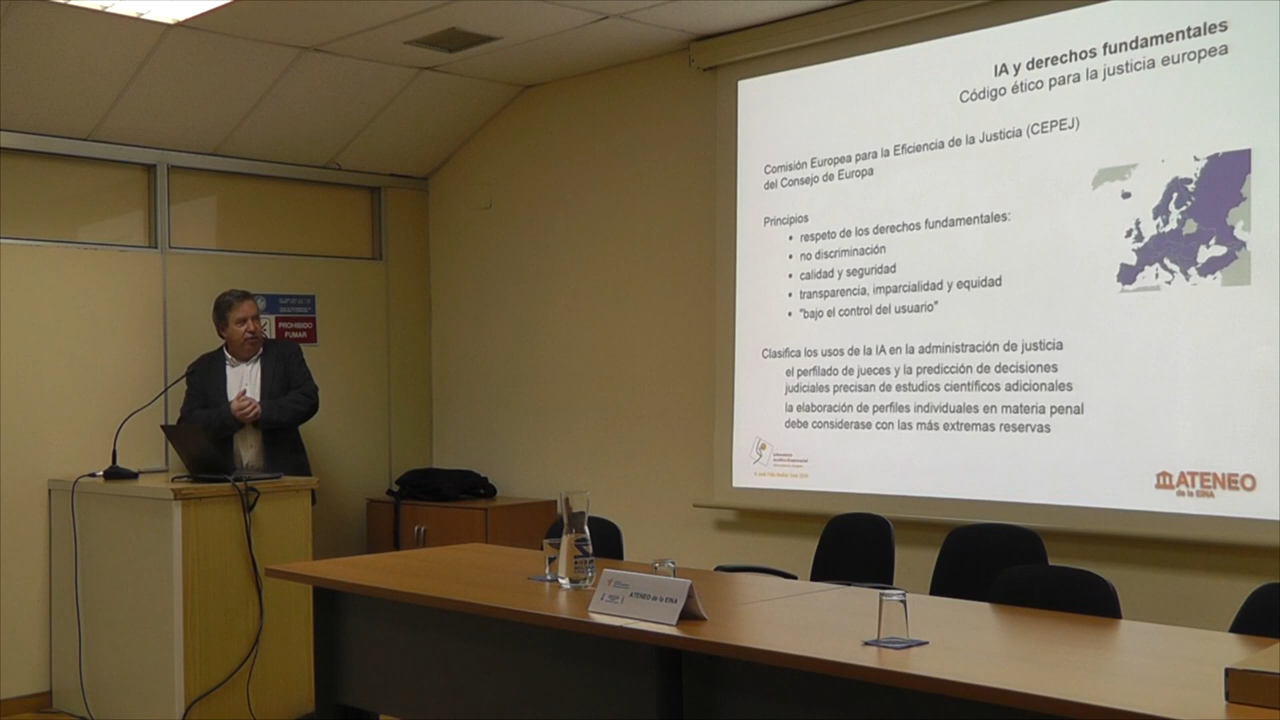 IA y derechos fundamentales
Código ético para la justicia europea
Comisión Europea para la Eficiencia de la Justicia (CEPEJ)
del Consejo de Europa
Principios
• respeto de los derechos fundamentales:
• no discriminación
• calidad y seguridad
• transparencia, imparcialidad y equidad
• "bajo el control del usuario"
Clasifica los usos de la IA en la administración de justicia
el perfilado de jueces y la predicción de decisiones
judiciales precisan de estudios científicos adicionales
la elaboración de perfiles individuales en materia penal
debe considerase con las más extremas reservas
ATENEO
de la EINA
PROHIBIDO
FUMAR
ATENEO de la EINA